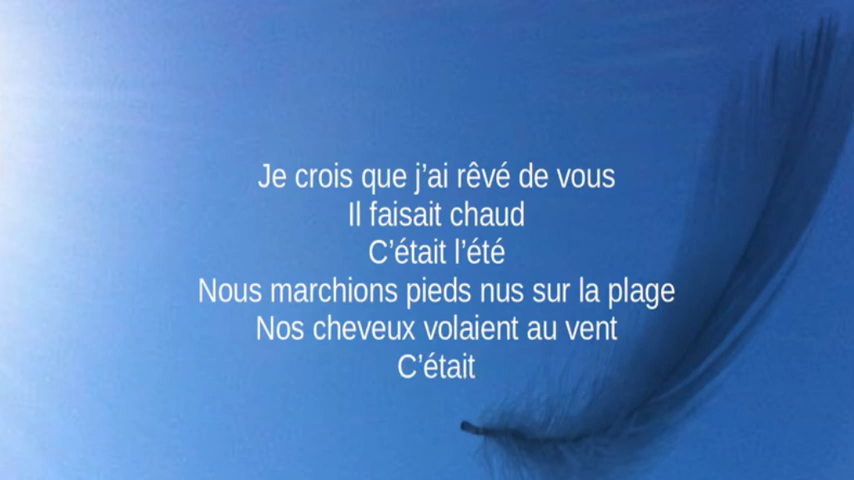 Je crois que j’ai rêvé de vous
Il faisait chaud
C’était l’été
Nous marchions pieds nus sur la plage
Nos cheveux volaient au vent
C’était